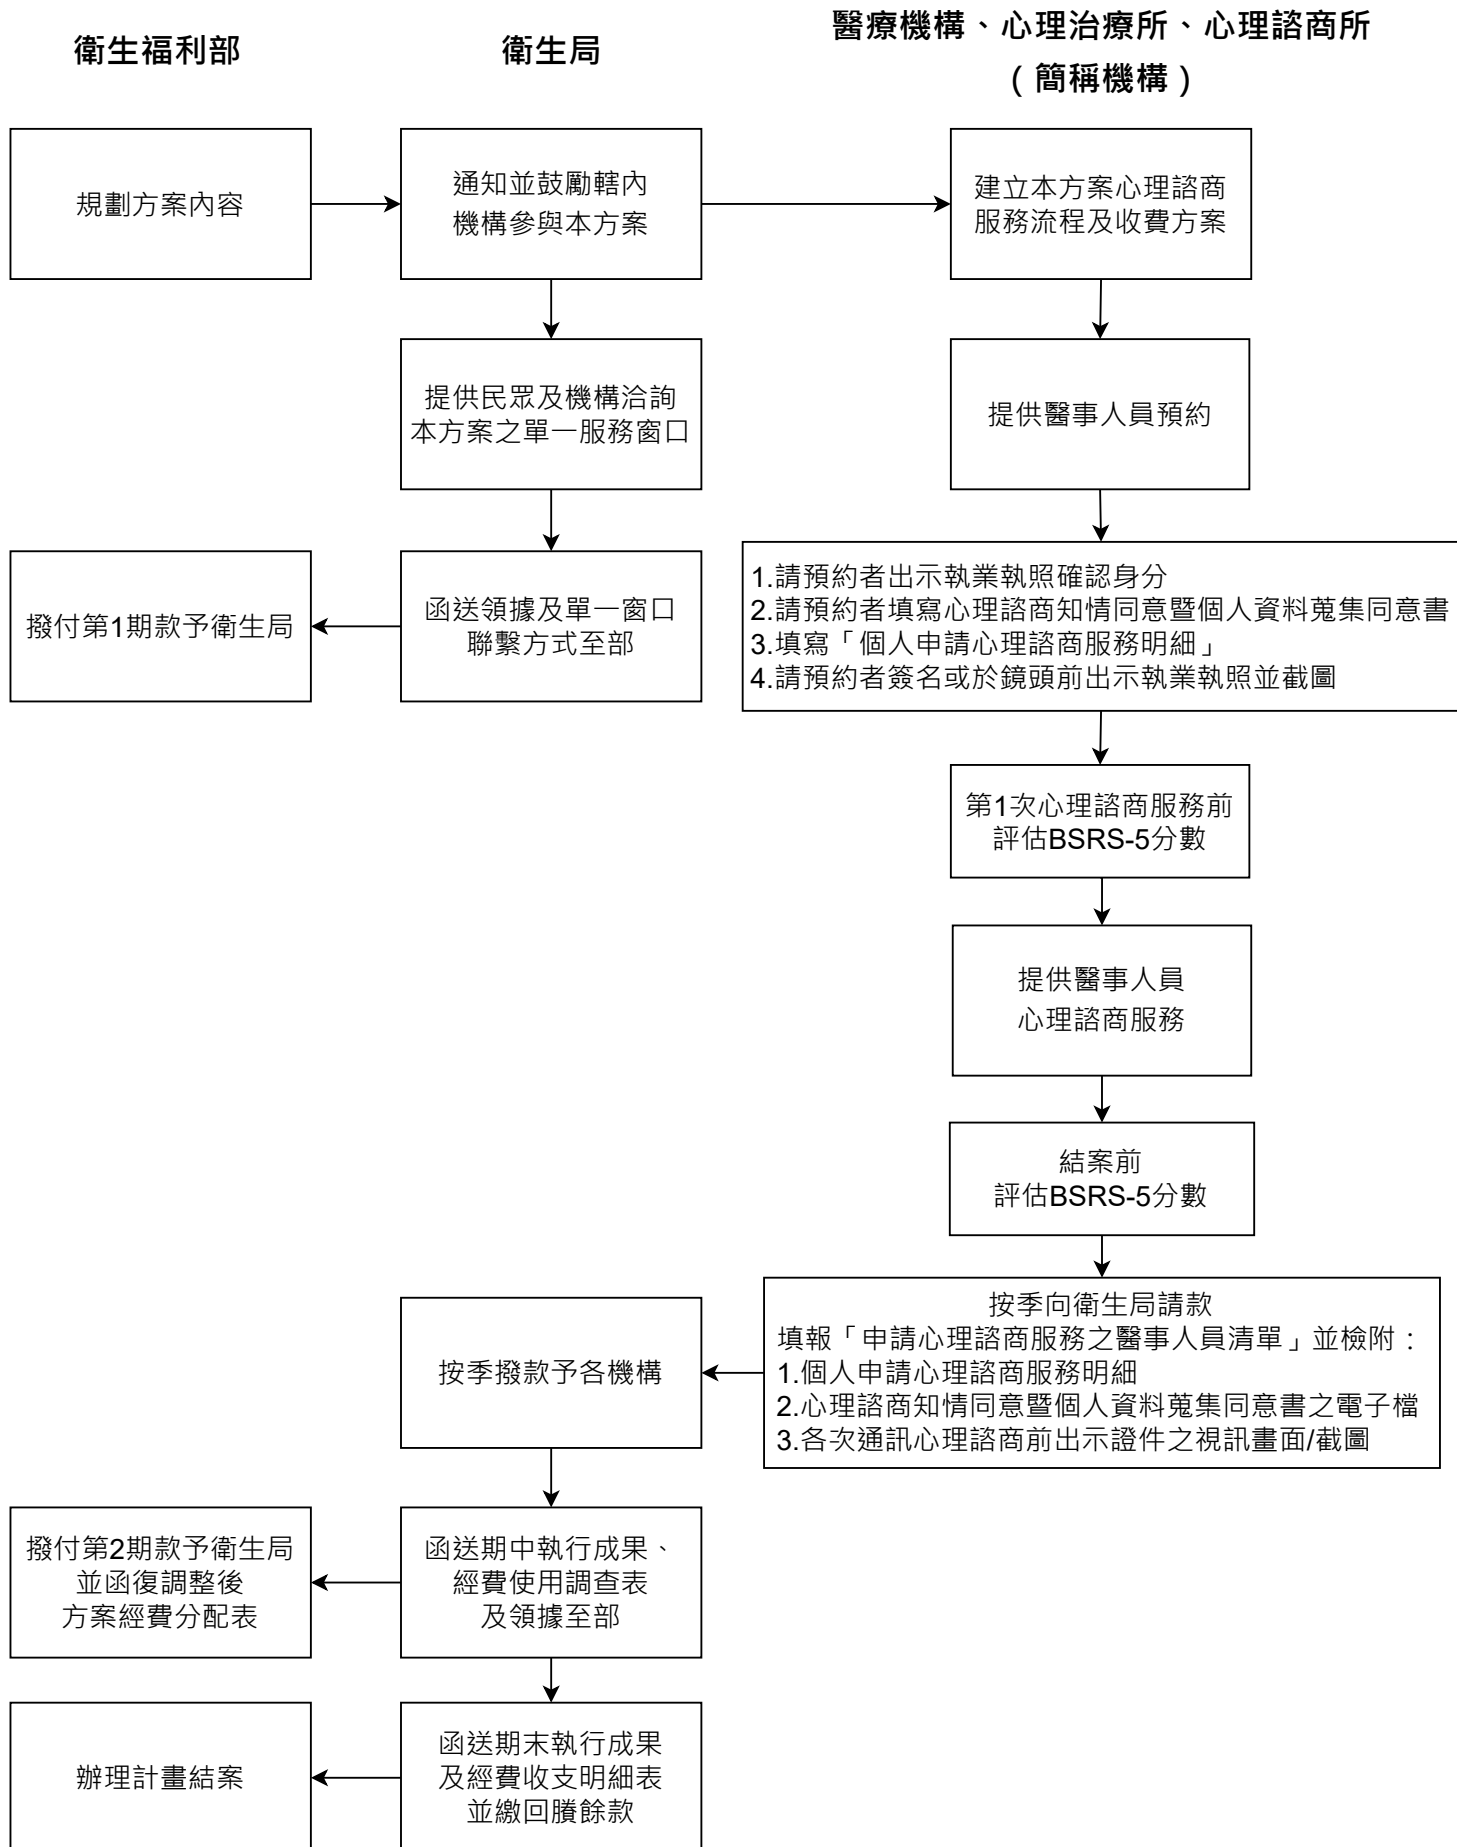 衛生福利部
衛生局
醫療機構、心理治療所、心理諮商所
（簡稱機構）
規劃方案內容
通知並鼓勵轄內
機構參與本方案
建立本方案心理諮商
服務流程及收費方案
提供民眾及機構洽詢
本方案之單一服務窗口
提供醫事人員預約
撥付第1期款予衛生局
函送領據及單一窗口
聯繫方式至部
1.請預約者出示執業執照確認身分
2.請預約者填寫心理諮商知情同意暨個人資料蒐集同意書
3.填寫「個人申請心理諮商服務明細」
4.請預約者簽名或於鏡頭前出示執業執照並截圖
第1次心理諮商服務前
評估BSRS-5分數
提供醫事人員
心理諮商服務
結案前
評估BSRS-5分數
按季撥款予各機構
按季向衛生局請款
填報「申請心理諮商服務之醫事人員清單」並檢附：
1.個人申請心理諮商服務明細
2.心理諮商知情同意暨個人資料蒐集同意書之電子檔
3.各次通訊心理諮商前出示證件之視訊畫面/截圖
撥付第2期款予衛生局
並函復調整後
方案經費分配表
函送期中執行成果、
經費使用調查表
及領據至部
辦理計畫結案
函送期末執行成果
及經費收支明細表
並繳回賸餘款